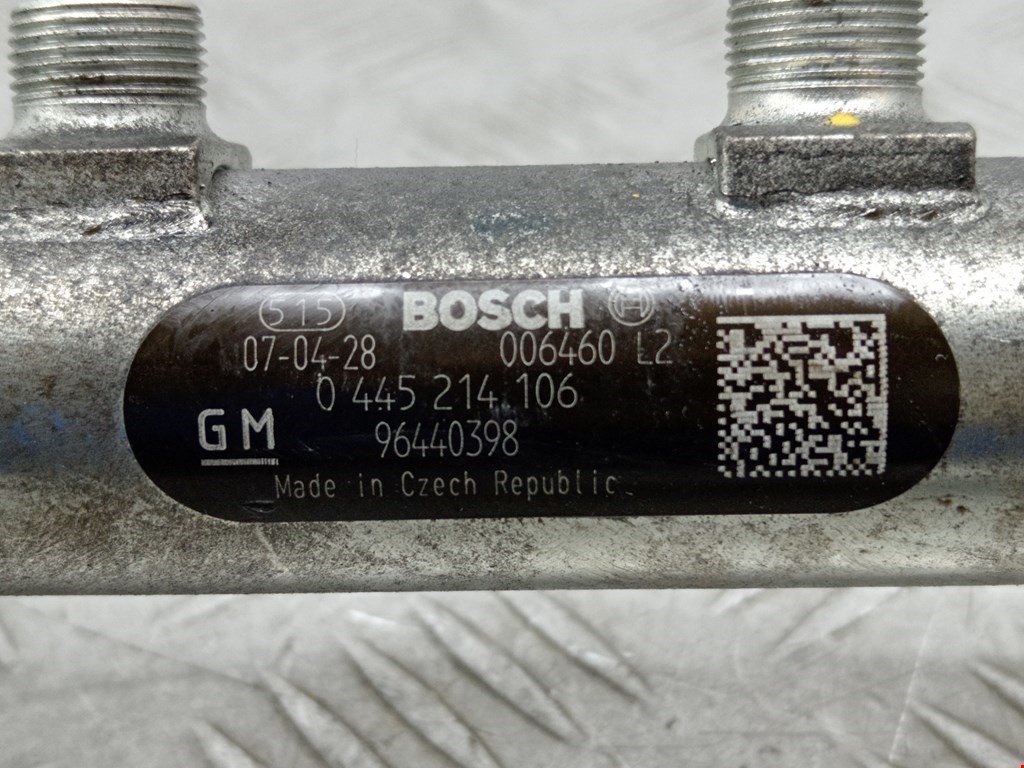 515 BOSCH
07-04-28 006460 L2
0 445 214 106
GM 96440398
Made in Czech Republic